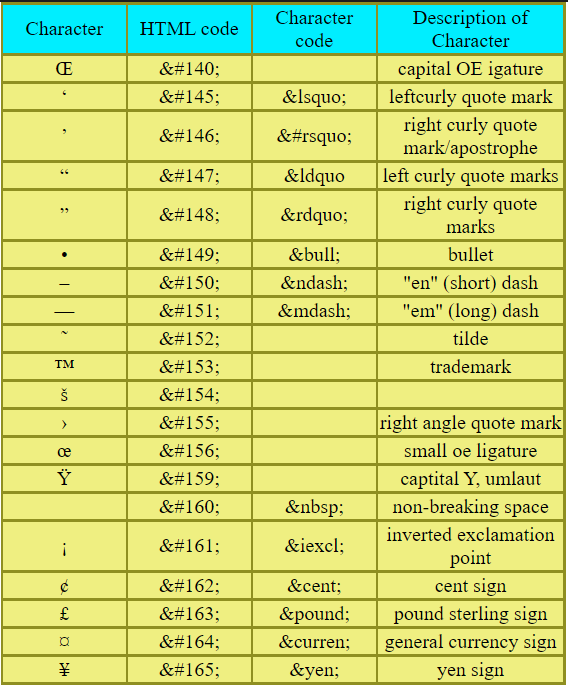 Character HTML code Character code Description of Character
Œ &#140; capital OE igature
‘ &#145; &lsquo; leftcurly quote mark
’ &#146; &#rsquo; right curly quote mark/apostrophe
“ &#147; &ldquo left curly quote marks
” &#148; &rdquo; right curly quote marks
• &#149; &bull; bullet
– &#150; &ndash; "en" (short) dash
— &#151; &mdash; "em" (long) dash
˜ &#152; tilde
™ &#153; trademark
š &#154;
› &#155; right angle quote mark
œ &#156; small oe ligature
Ÿ &#159; captital Y, umlaut
&#160; &nbsp; non-breaking space
¡ &#161; &iexcl; inverted exclamation point
¢ &#162; &cent; cent sign
£ &#163; &pound; pound sterling sign
¤ &#164; &curren; general currency sign
¥ &#165; &yen; yen sign